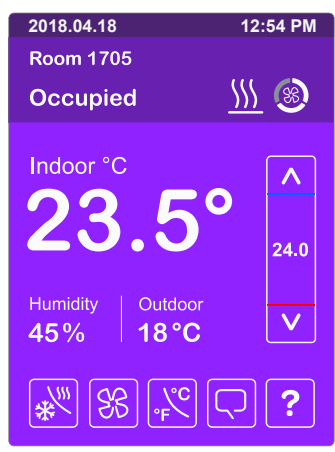 2018.04.18 12:54 PM
Room 1705
Occupied
Indoor °C
23.5°
24.0
Humidity Outdoor
45% 18°C
°F °C ?